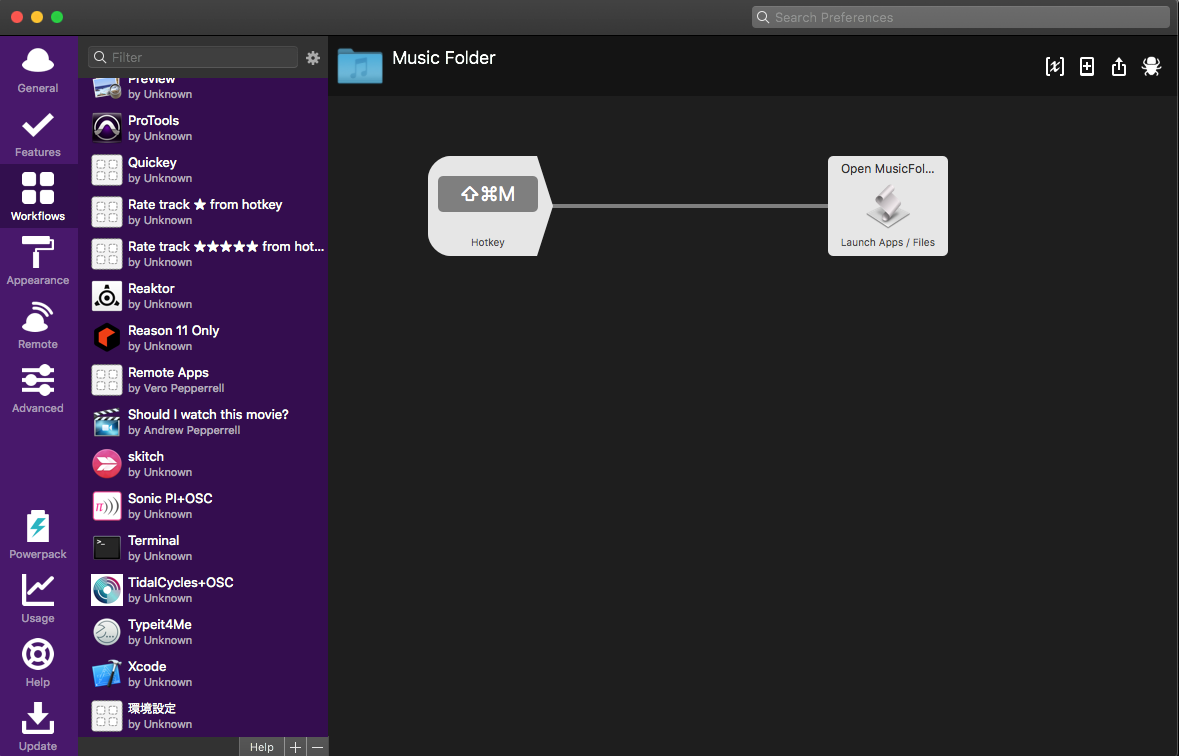 Search Preferences
General
Features
Workflows
Appearance
Remote
Advanced
Powerpack
Usage
Help
Update
Filter
Preview
by Unknown
ProTools
by Unknown
Quickey
by Unknown
Rate track ★ from hotkey
by Unknown
Rate track ★★★★★ from hot...
by Unknown
Reaktor
by Unknown
Reason 11 Only
by Unknown
Remote Apps
by Vero Pepperrell
Should I watch this movie?
by Andrew Pepperrell
skitch
by Unknown
π)))
Sonic PI+OSC
by Unknown
>_
Terminal
by Unknown
TidalCycles+OSC
by Unknown
Typeit4Me
by Unknown
Xcode
by Unknown
環境設定
by Unknown
Help
+
−
Music Folder
⇧⌘M
Hotkey
Open MusicFol...
Launch Apps / Files